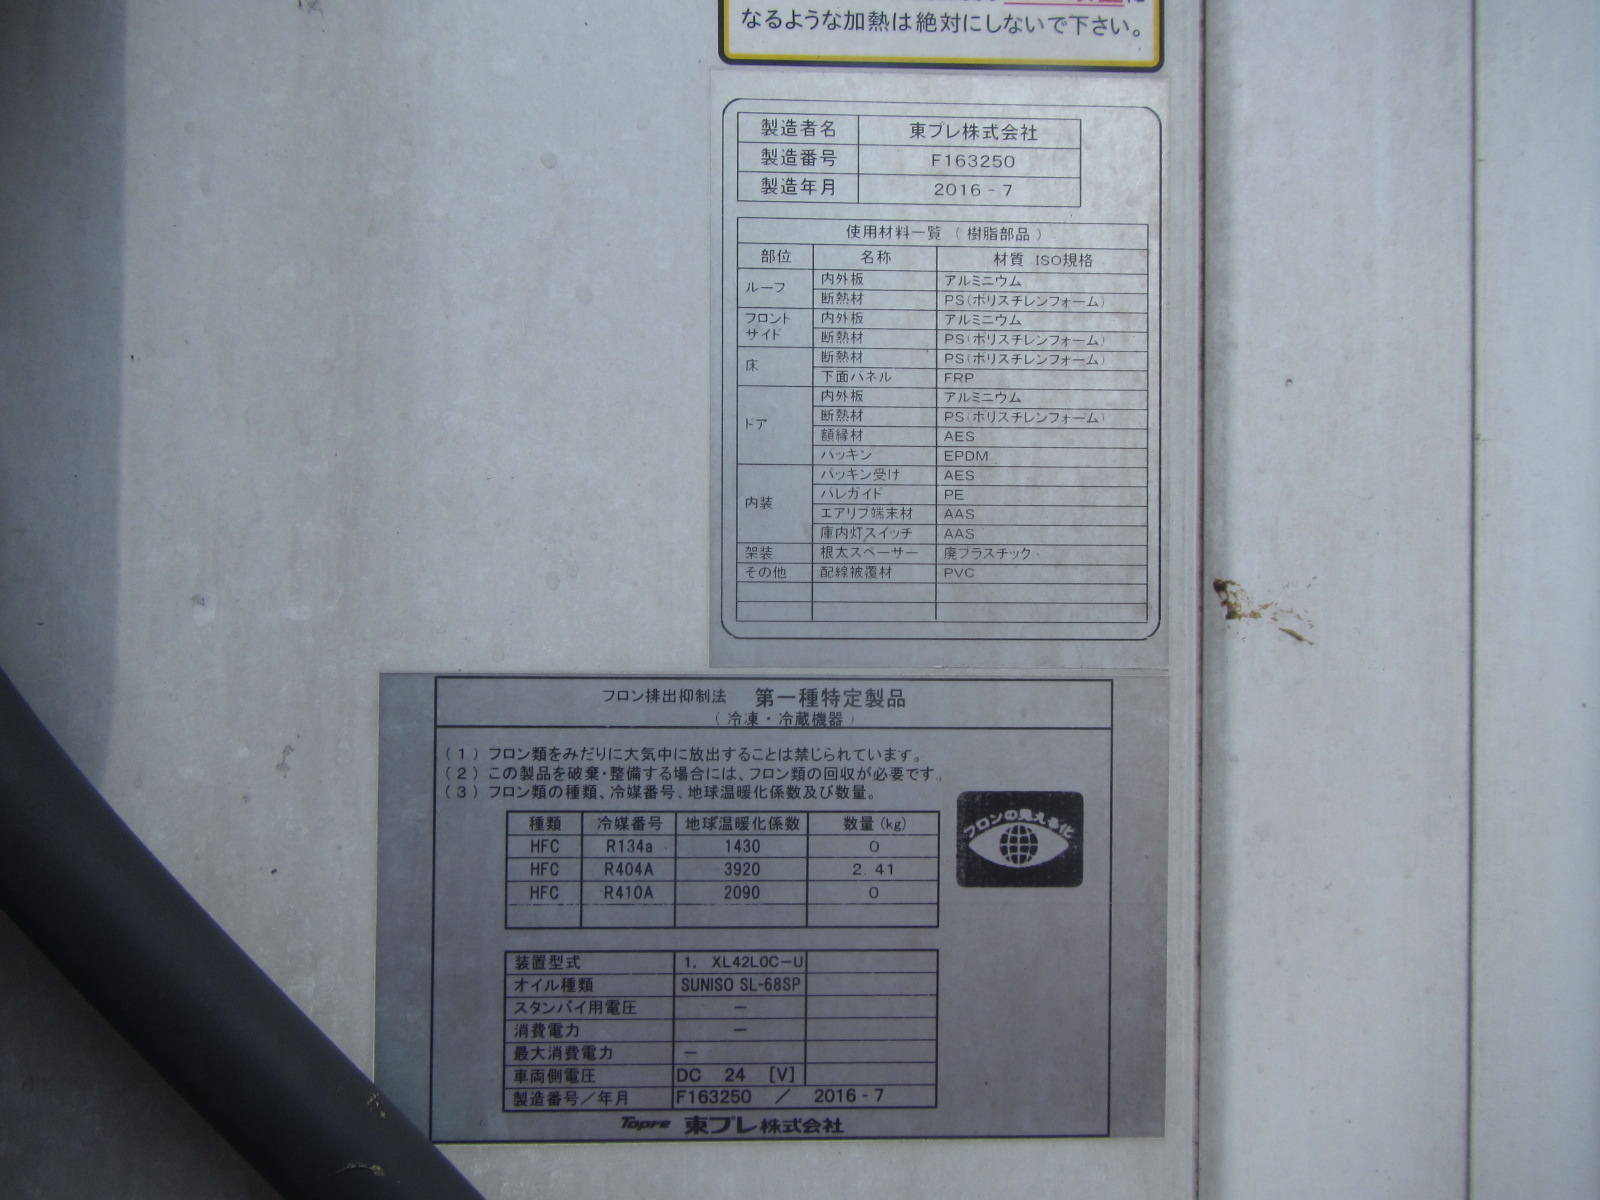 なるような加熱は絶対にしないで下さい。
製造者名 東プレ株式会社
製造番号 F163250
製造年月 2016 - 7
使用材料一覧 （ 樹脂部品 ）
部位 名称 材質 ISO規格
ルーフ 内外板 アルミニウム
断熱材 PS(ポリスチレンフォーム)
フロントサイド 内外板 アルミニウム
断熱材 PS(ポリスチレンフォーム)
床 断熱材 PS(ポリスチレンフォーム)
下面パネル FRP
ドア 内外板 アルミニウム
断熱材 PS(ポリスチレンフォーム)
額縁材 AES
パッキン EPDM
内装 パッキン受け AES
バレガイド PE
エアリブ端末材 AAS
庫内灯スイッチ AAS
架装 根太スペーサー 廃プラスチック
その他 配線被覆材 PVC
フロン排出抑制法 第一種特定製品
（ 冷凍・冷蔵機器 ）
（1）フロン類をみだりに大気中に放出することは禁じられています。
（2）この製品を破棄・整備する場合には、フロン類の回収が必要です。
（3）フロン類の種類、冷媒番号、地球温暖化係数及び数量。
種類 冷媒番号 地球温暖化係数 数量 (kg)
HFC R134a 1430 0
HFC R404A 3920 2. 41
HFC R410A 2090 0
フロンの見える化
装置型式 1. XL42LOC-U
オイル種類 SUNISO SL-68SP
スタンバイ用電圧 －
消費電力 －
最大消費電力 －
車両側電圧 DC 24 [V]
製造番号／年月 F163250 ／ 2016 - 7
Topre 東プレ株式会社